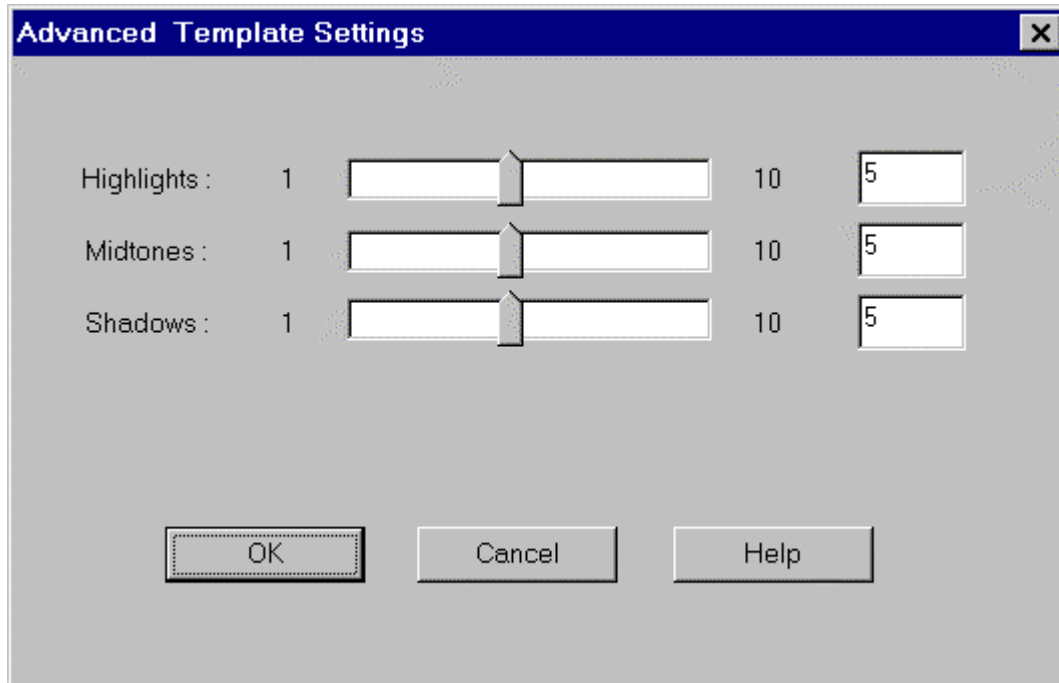 Advanced Template Settings
Highlights : 1 10 5
Midtones : 1 10 5
Shadows : 1 10 5
OK Cancel Help